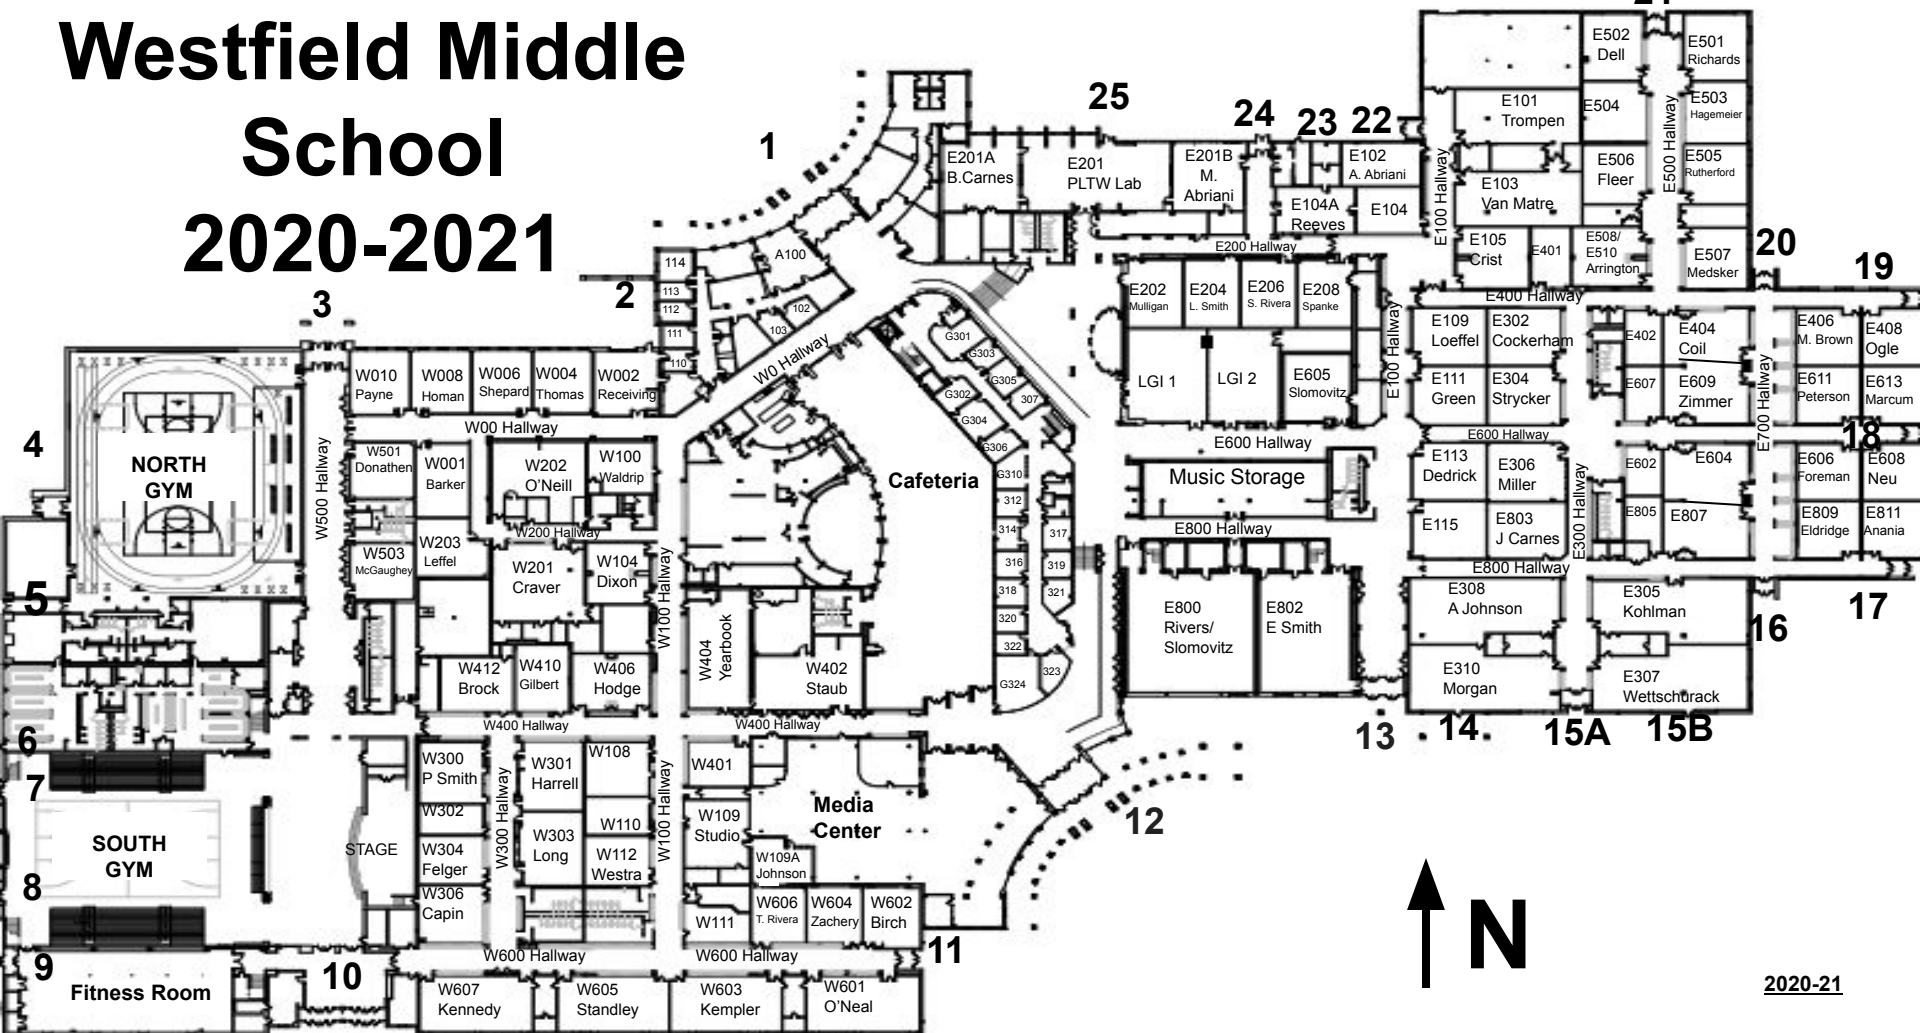 Westfield Middle
School
2020-2021
1
2
3
4
5
6
7
8
9
10
11
12
13
14
15A
15B
16
17
18
19
20
22
23
24
25
NORTH
GYM
SOUTH
GYM
STAGE
Fitness Room
Cafeteria
Media
Center
Music Storage
W500 Hallway
W00 Hallway
W0 Hallway
W200 Hallway
W100 Hallway
W400 Hallway
W400 Hallway
W300 Hallway
W100 Hallway
W600 Hallway
W600 Hallway
W010
Payne
W008
Homan
W006
Shepard
W004
Thomas
W002
Receiving
W501
Donathen
W001
Barker
W202
O'Neill
W100
Waldrip
W503
McGaughey
W203
Leffel
W201
Craver
W104
Dixon
W412
Brock
W410
Gilbert
W406
Hodge
W404
Yearbook
W402
Staub
W300
P Smith
W301
Harrell
W108
W401
W302
W303
Long
W110
W109
Studio
W304
Felger
W112
Westra
W109A
Johnson
W306
Capin
W111
W606
T. Rivera
W604
Zachery
W602
Birch
W607
Kennedy
W605
Standley
W603
Kempler
W601
O'Neal
114
113
112
111
110
A100
102
103
G301
G303
G305
307
G302
G304
G306
G310
312
314
316
318
320
322
G324
317
319
321
323
E201A
B.Carnes
E201
PLTW Lab
E201B
M.
Abriani
E102
A. Abriani
E104A
Reeves
E104
E200 Hallway
E100 Hallway
E101
Trompen
E103
Van Matre
E105
Crist
E401
E508/
E510
Arrington
E502
Dell
E504
E506
Fleer
E500 Hallway
E501
Richards
E503
Hagemeier
E505
Rutherford
E507
Medsker
E400 Hallway
E202
Mulligan
E204
L. Smith
E206
S. Rivera
E208
Spanke
LGI 1
LGI 2
E605
Slomovitz
E100 Hallway
E600 Hallway
E600 Hallway
E109
Loeffel
E302
Cockerham
E402
E404
Coil
E406
M. Brown
E408
Ogle
E111
Green
E304
Strycker
E607
E609
Zimmer
E700 Hallway
E611
Peterson
E613
Marcum
E113
Dedrick
E306
Miller
E602
E604
E606
Foreman
E608
Neu
E115
E803
J Carnes
E300 Hallway
E805
E807
E809
Eldridge
E811
Anania
E800 Hallway
E800 Hallway
E800
Rivers/
Slomovitz
E802
E Smith
E308
A Johnson
E305
Kohlman
E310
Morgan
E307
Wettschurack
N
2020-21